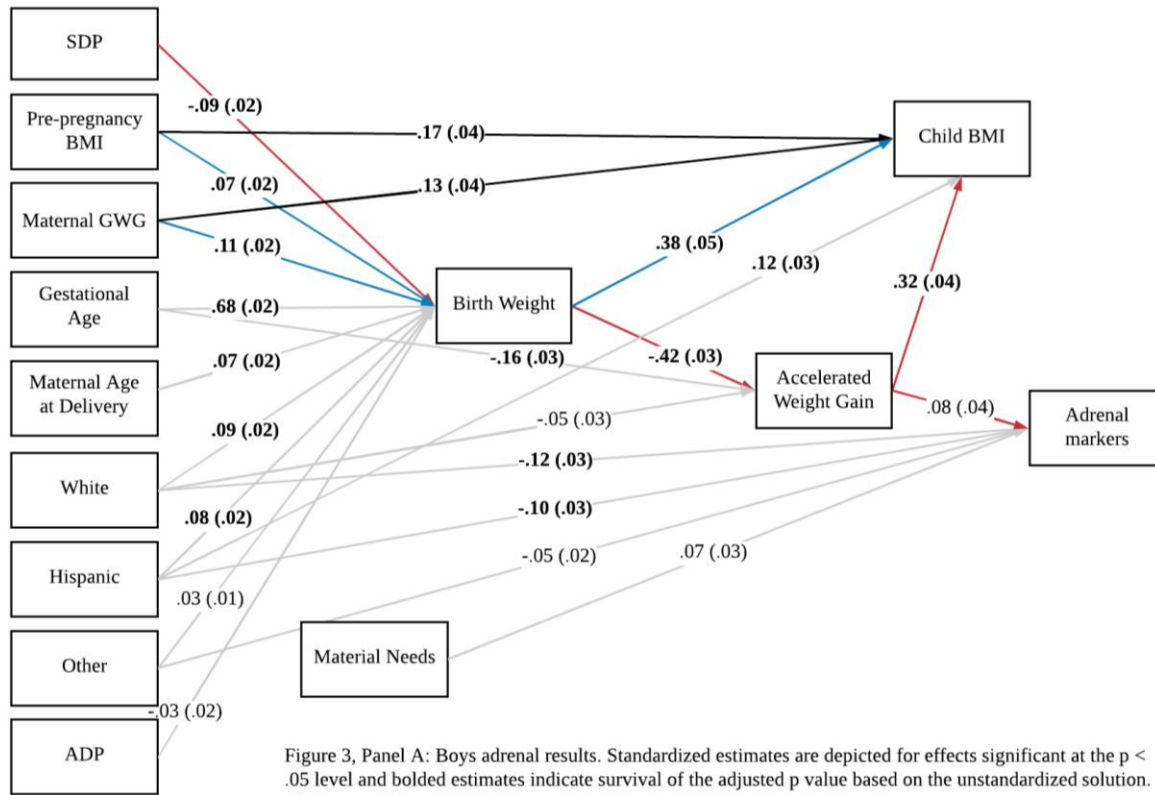 SDP
-.09 (.02)
Pre-pregnancy
BMI
.17 (.04)
Child BMI
.07 (.02)
.13 (.04)
Maternal GWG
.11 (.02)
.38 (.05)
.12 (.03)
.32 (.04)
Gestational
Age
.68 (.02)
Birth Weight
-.16 (.03)
-.42 (.03)
Maternal Age
at Delivery
.07 (.02)
Accelerated
Weight Gain
.08 (.04)
Adrenal
markers
.09 (.02)
-.05 (.03)
White
-.12 (.03)
.08 (.02)
-.10 (.03)
Hispanic
-.05 (.02)
.07 (.03)
.03 (.01)
Other
Material Needs
-.03 (.02)
ADP
Figure 3, Panel A: Boys adrenal results. Standardized estimates are depicted for effects significant at the p <
.05 level and bolded estimates indicate survival of the adjusted p value based on the unstandardized solution.